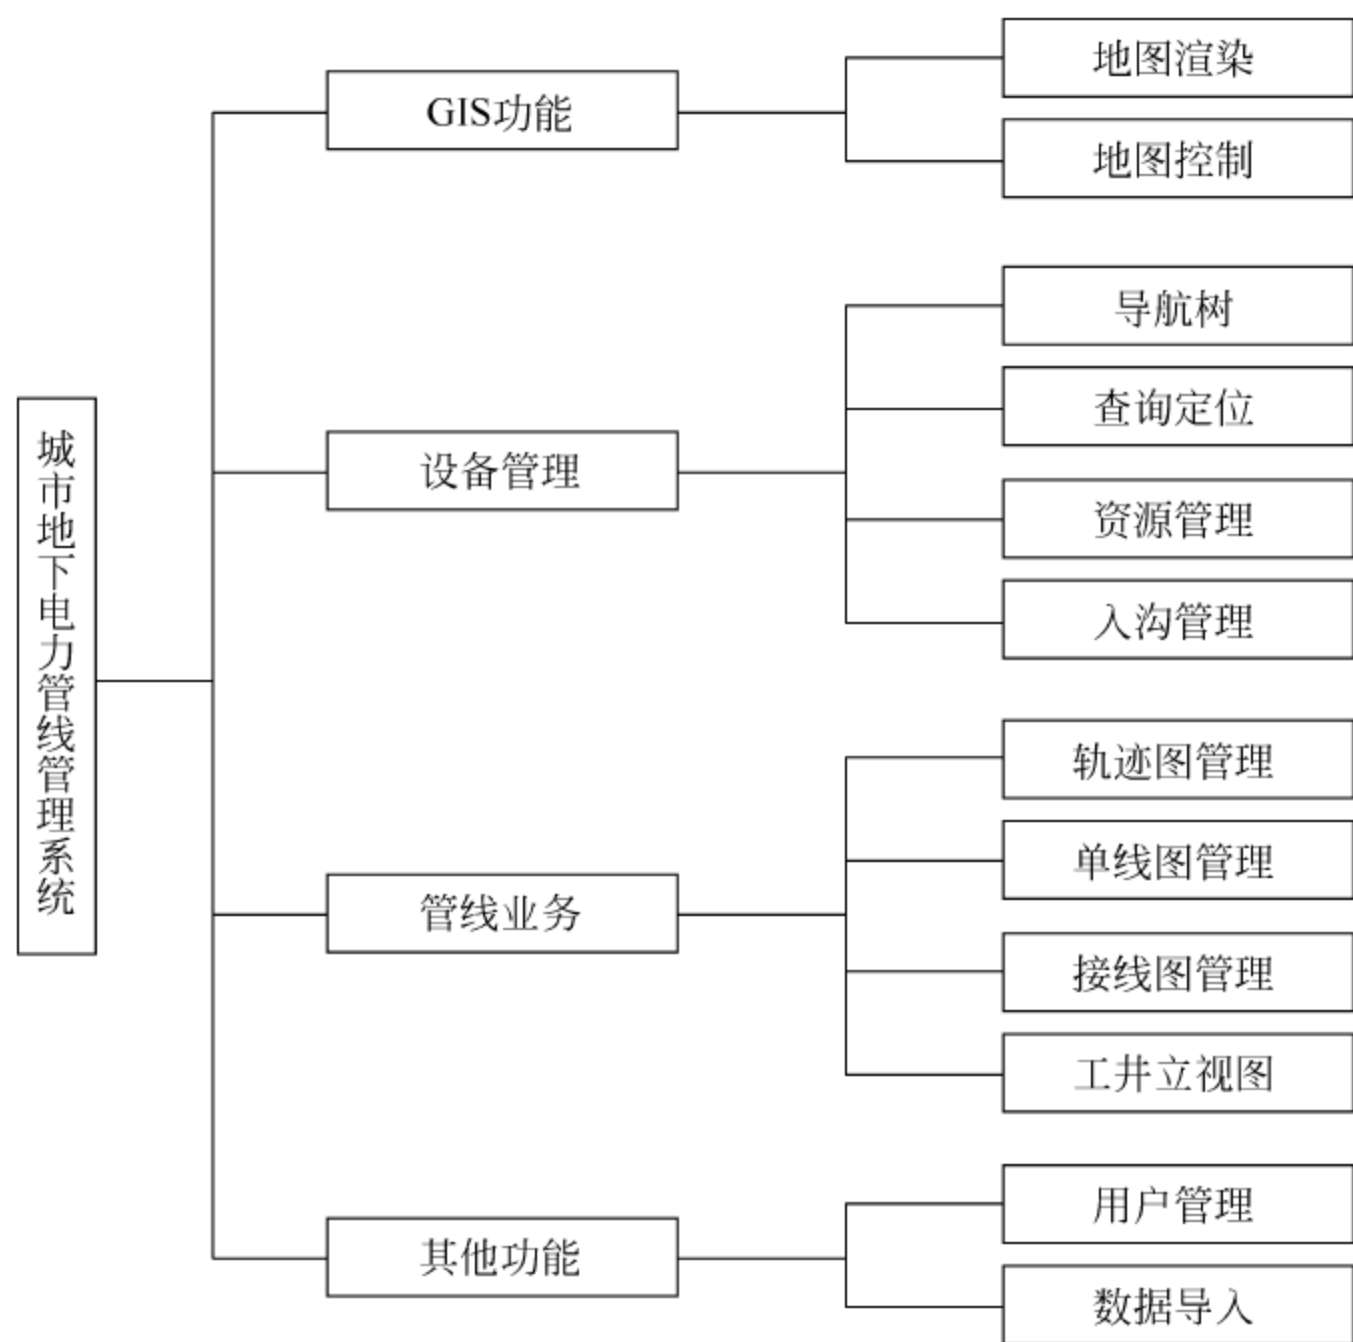 城市地下电力管线管理系统
GIS功能
地图渲染
地图控制
设备管理
导航树
查询定位
资源管理
入沟管理
管线业务
轨迹图管理
单线图管理
接线图管理
工井立视图
其他功能
用户管理
数据导入